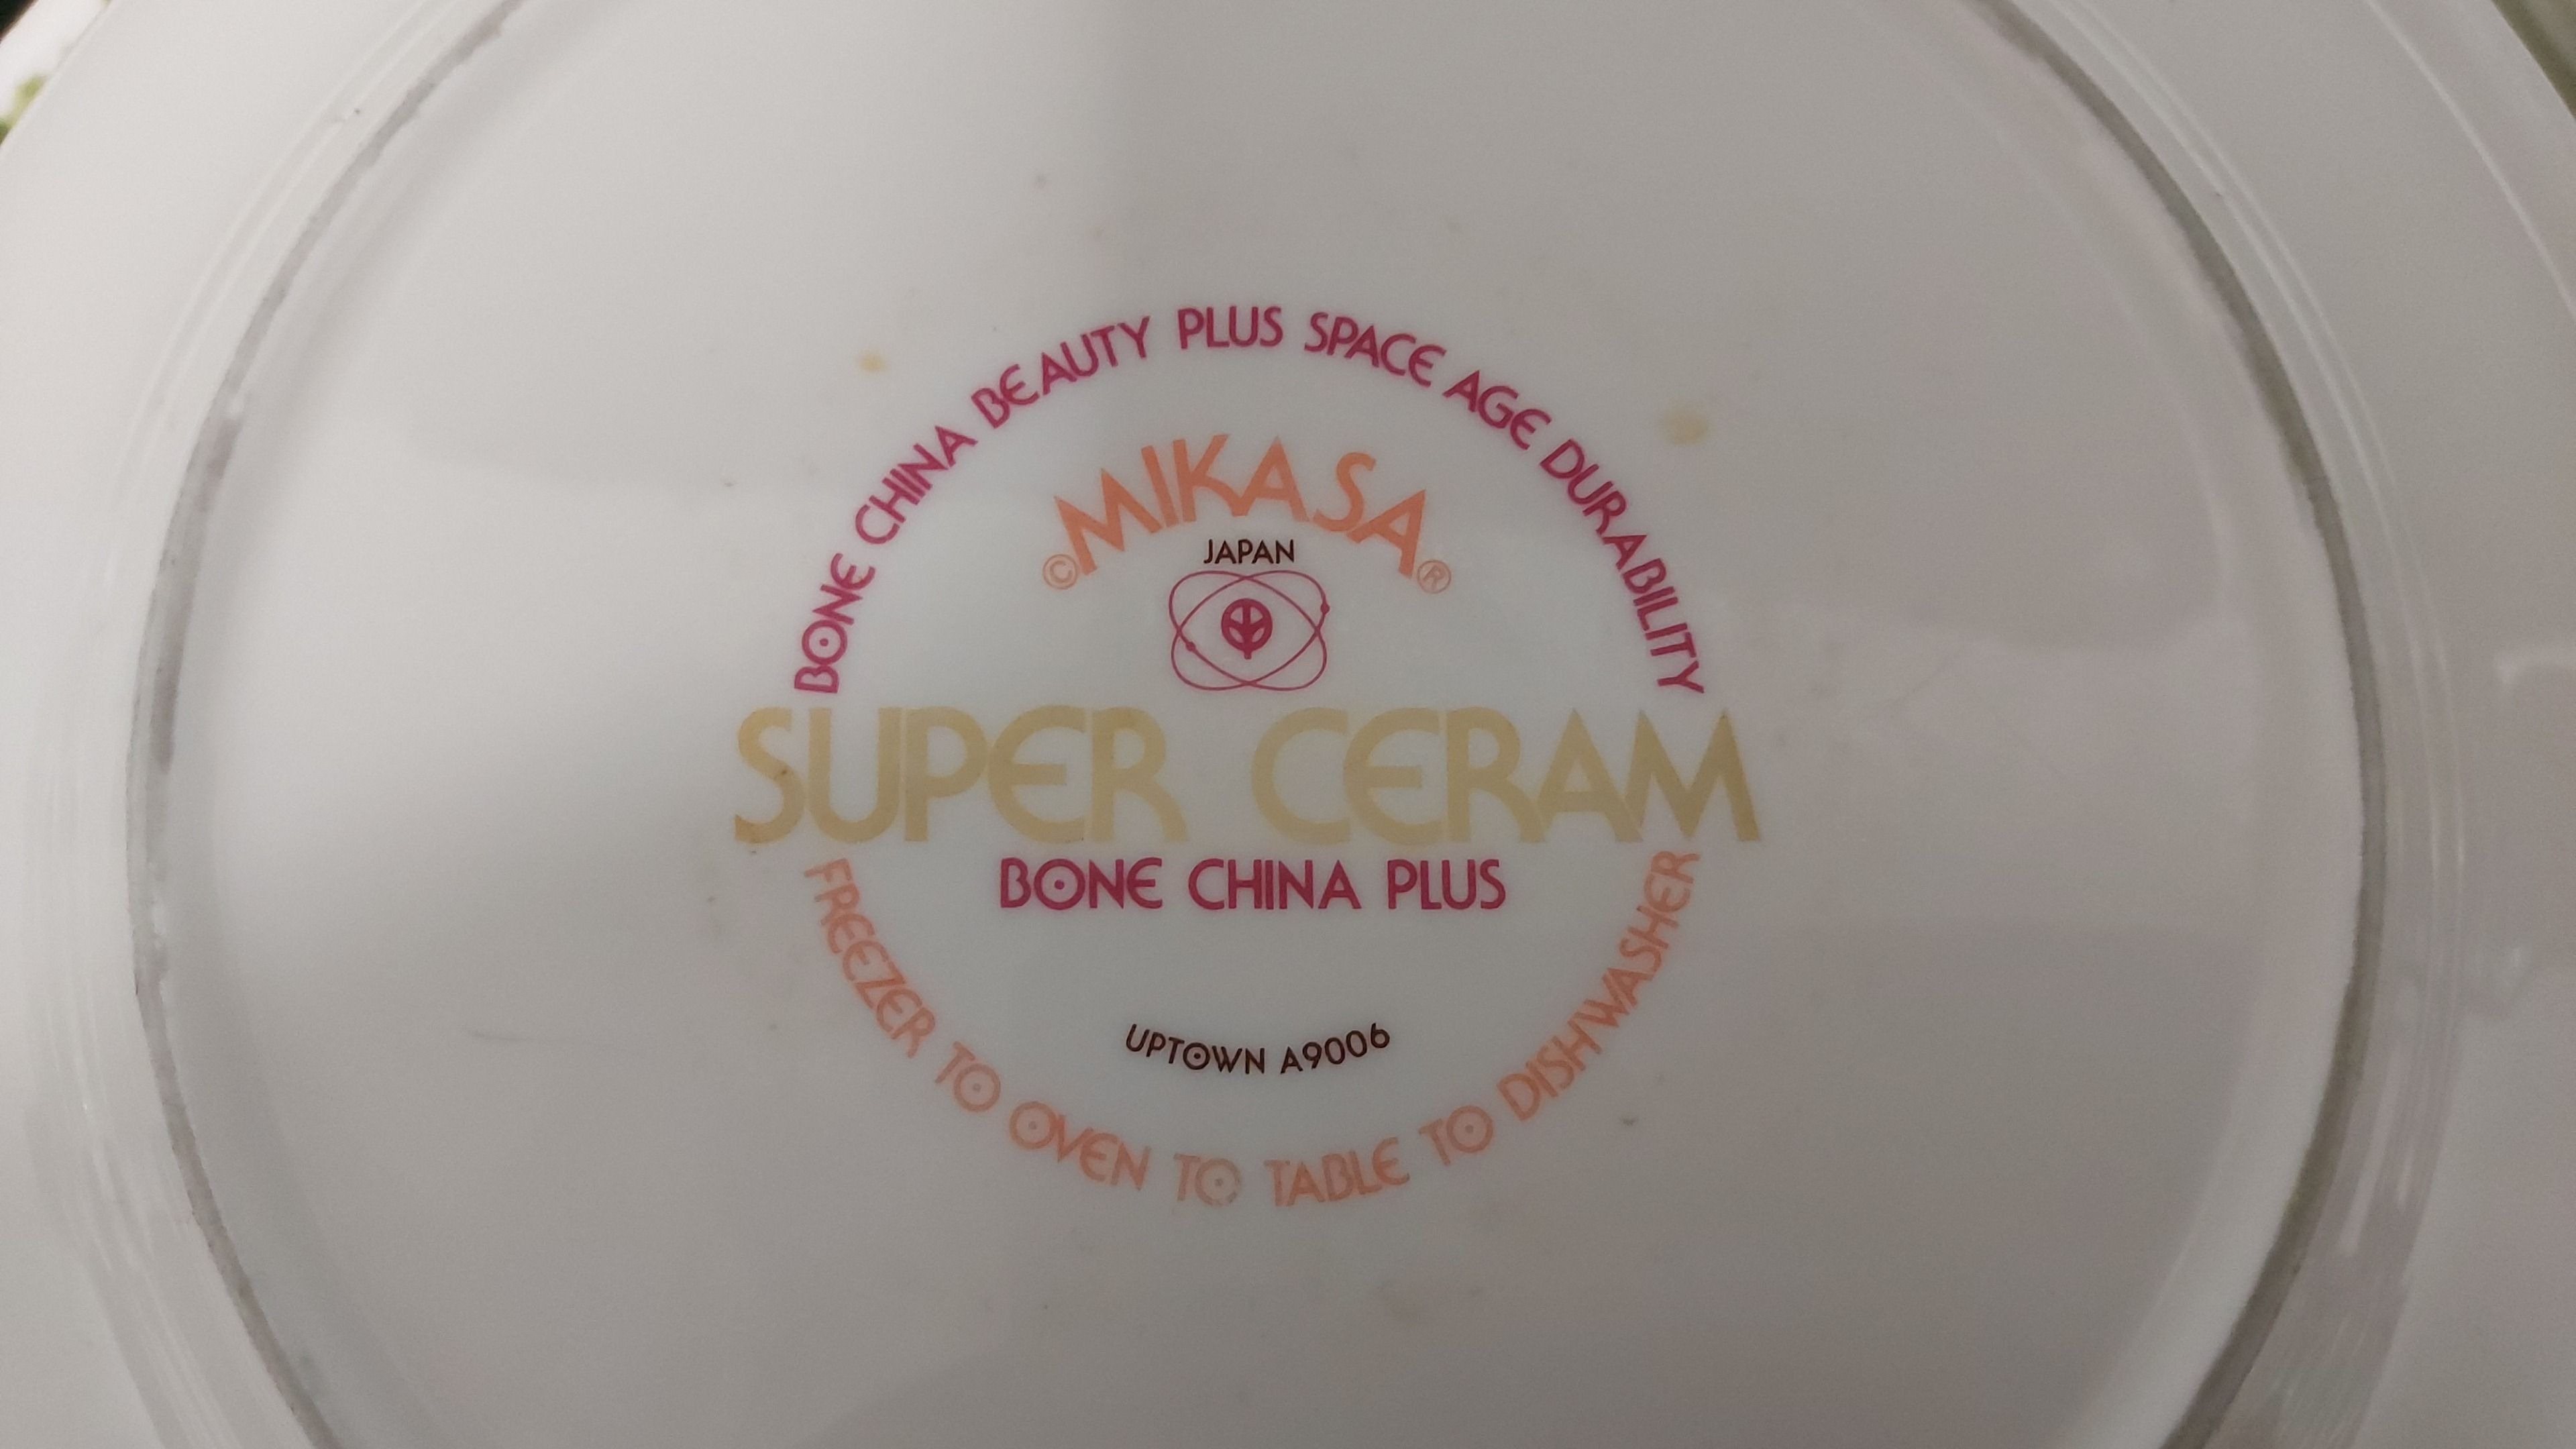 BONE CHINA BEAUTY PLUS SPACE AGE DURABILITY
©MIKASA®
JAPAN
SUPER CERAM
BONE CHINA PLUS
UPTOWN A9006
FREEZER TO OVEN TO TABLE TO DISHWASHER